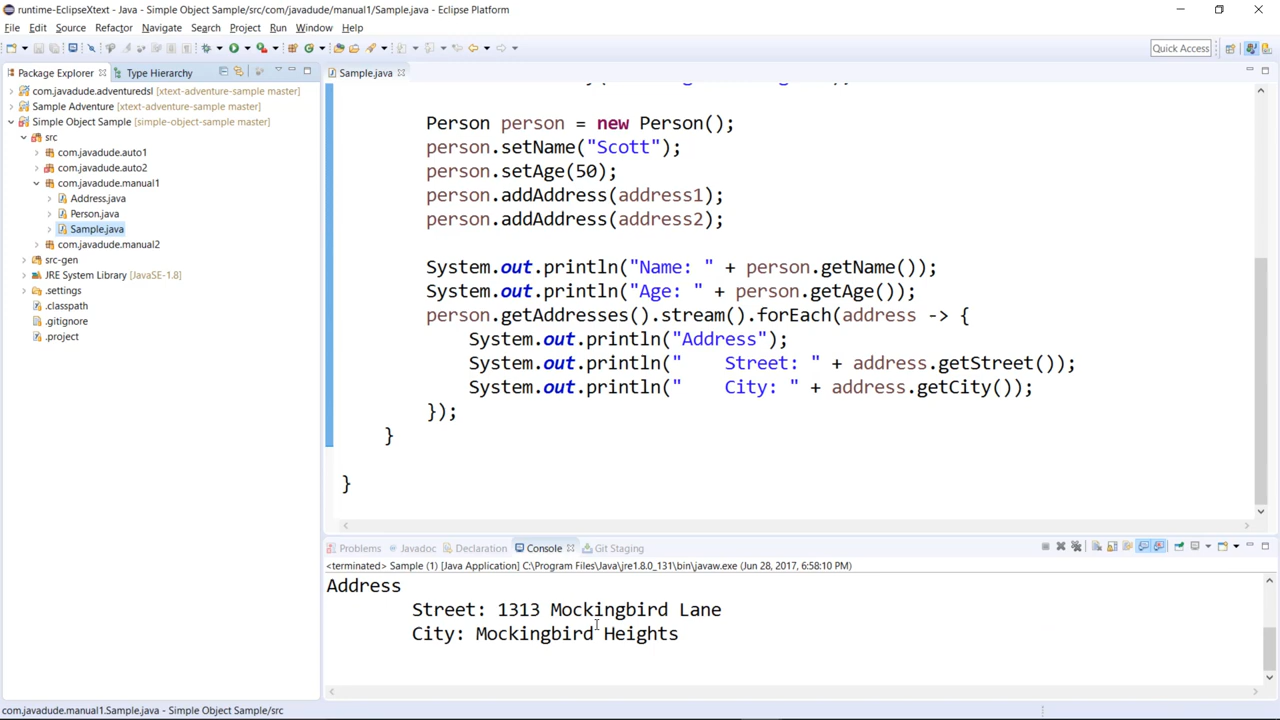 runtime-EclipseXtext - Java - Simple Object Sample/src/com/javadude/manual1/Sample.java - Eclipse Platform
File Edit Source Refactor Navigate Search Project Run Window Help
Quick Access
Package Explorer
Type Hierarchy
com.javadude.adventuredsl [xtext-adventure-sample master]
Sample Adventure [xtext-adventure-sample master]
Simple Object Sample [simple-object-sample master]
src
com.javadude.auto1
com.javadude.auto2
com.javadude.manual1
Address.java
Person.java
Sample.java
com.javadude.manual2
src-gen
JRE System Library [JavaSE-1.8]
.settings
.classpath
.gitignore
.project
Sample.java
Person person = new Person();
person.setName("Scott");
person.setAge(50);
person.addAddress(address1);
person.addAddress(address2);
System.out.println("Name: " + person.getName());
System.out.println("Age: " + person.getAge());
person.getAddresses().stream().forEach(address -> {
System.out.println("Address");
System.out.println("    Street: " + address.getStreet());
System.out.println("    City: " + address.getCity());
});
}
}
Problems Javadoc Declaration Console Git Staging
<terminated> Sample (1) [Java Application] C:\Program Files\Java\jre1.8.0_131\bin\javaw.exe (Jun 28, 2017, 6:58:10 PM)
Address
Street: 1313 Mockingbird Lane
City: Mockingbird Heights
com.javadude.manual1.Sample.java - Simple Object Sample/src